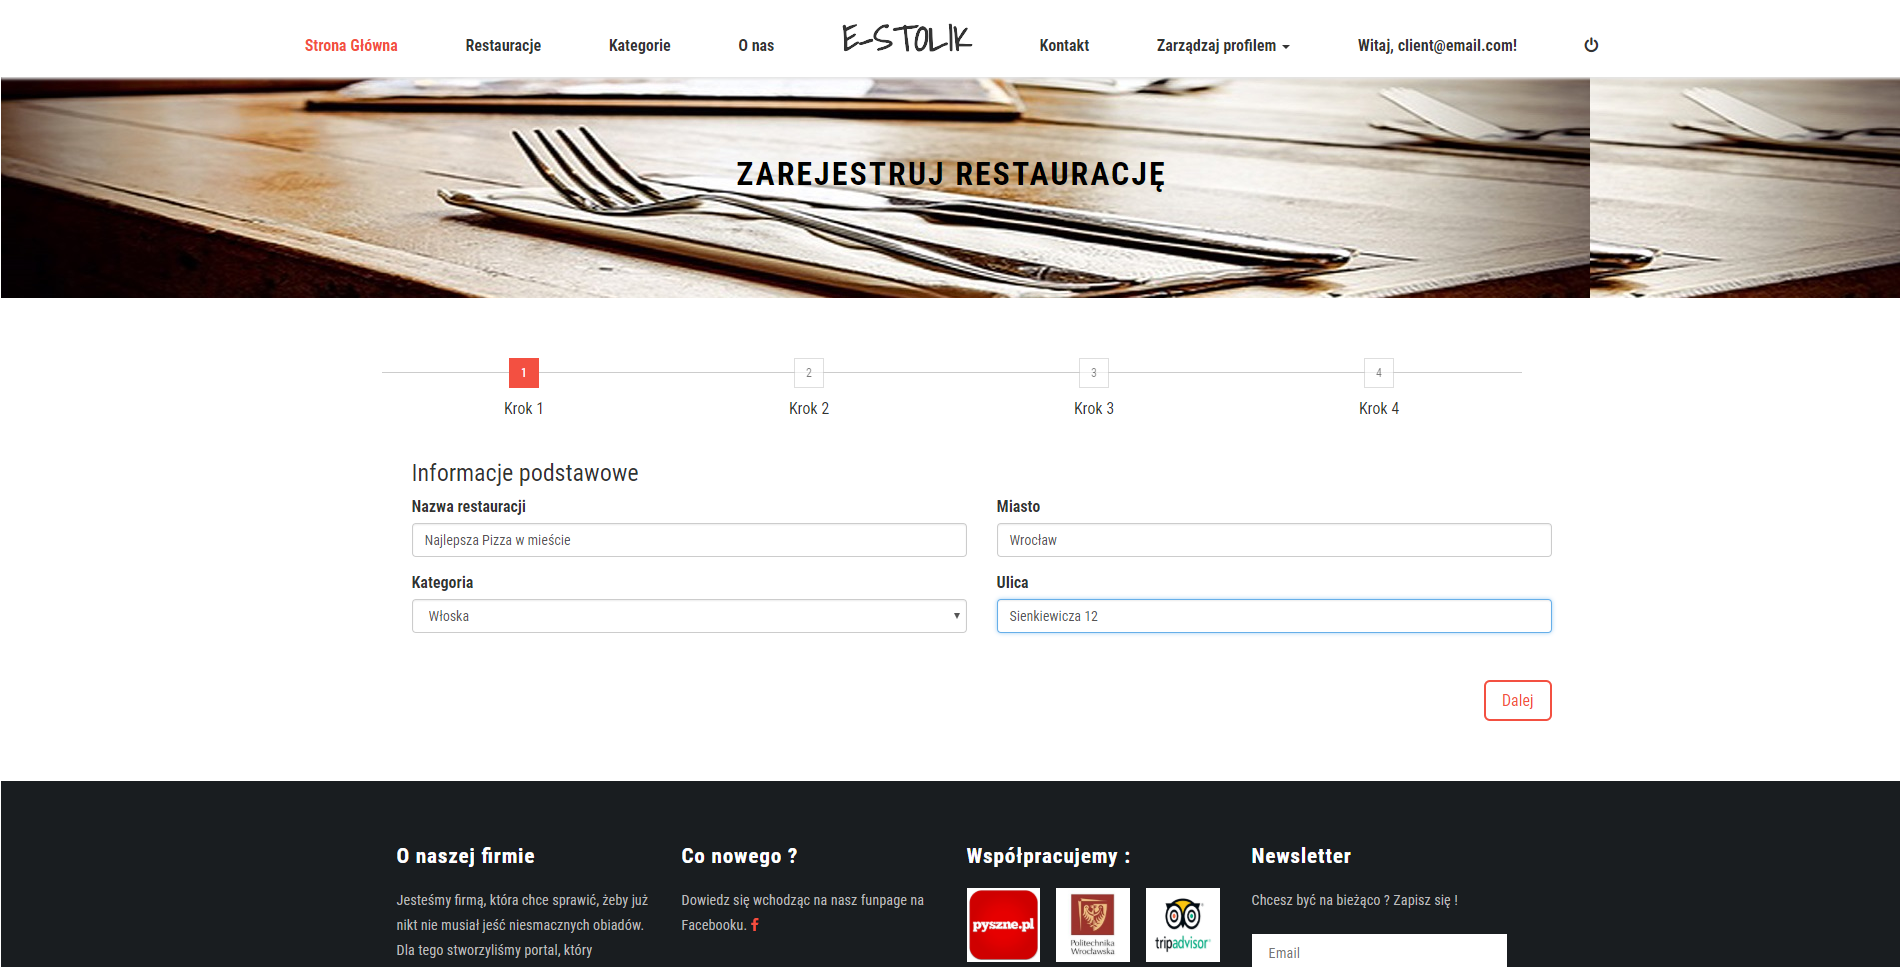 Strona Główna
Restauracje
Kategorie
O nas
E-STOLIK
Kontakt
Zarządzaj profilem
Witaj, client@email.com!
ZAREJESTRUJ RESTAURACJĘ
1
2
3
4
Krok 1
Krok 2
Krok 3
Krok 4
Informacje podstawowe
Nazwa restauracji
Najlepsza Pizza w mieście
Miasto
Wrocław
Kategoria
Włoska
Ulica
Sienkiewicza 12
Dalej
O naszej firmie
Jesteśmy firmą, która chce sprawić, żeby już
nikt nie musiał jeść niesmacznych obiadów.
Dla tego stworzyliśmy portal, który
Co nowego ?
Dowiedz się wchodząc na nasz funpage na
Facebooku.
Współpracujemy :
pyszne.pl
Politechnika
Wrocławska
tripadvisor
Newsletter
Chcesz być na bieżąco ? Zapisz się !
Email